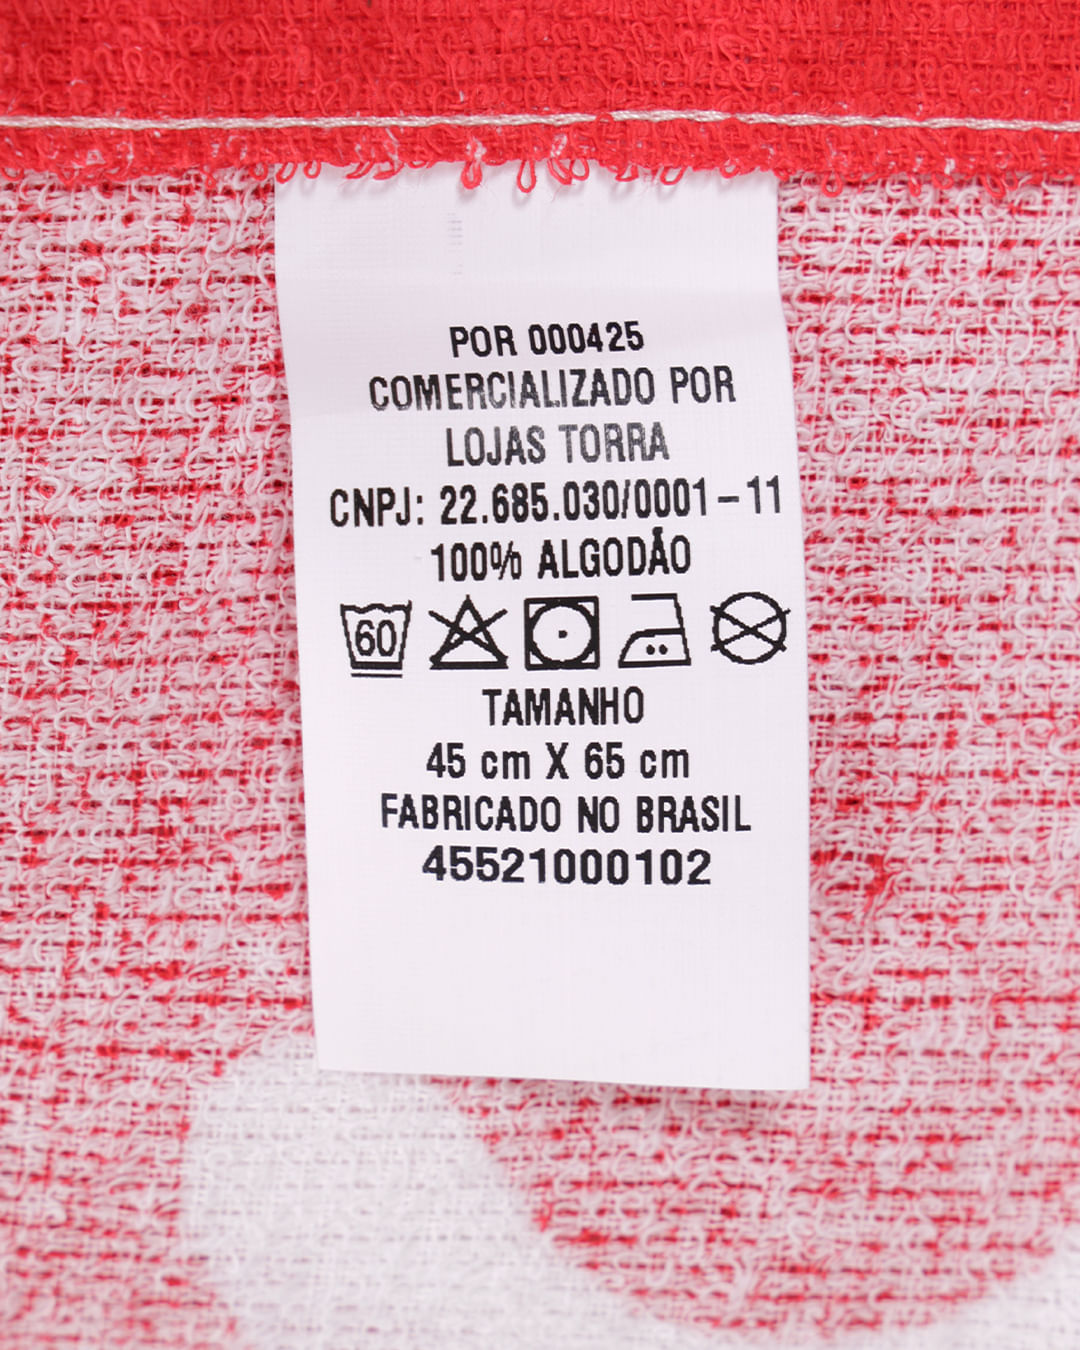 POR 000425
COMERCIALIZADO POR
LOJAS TORRA
CNPJ: 22.685.030/0001-11
100% ALGODÃO
60
TAMANHO
45 cm X 65 cm
FABRICADO NO BRASIL
45521000102